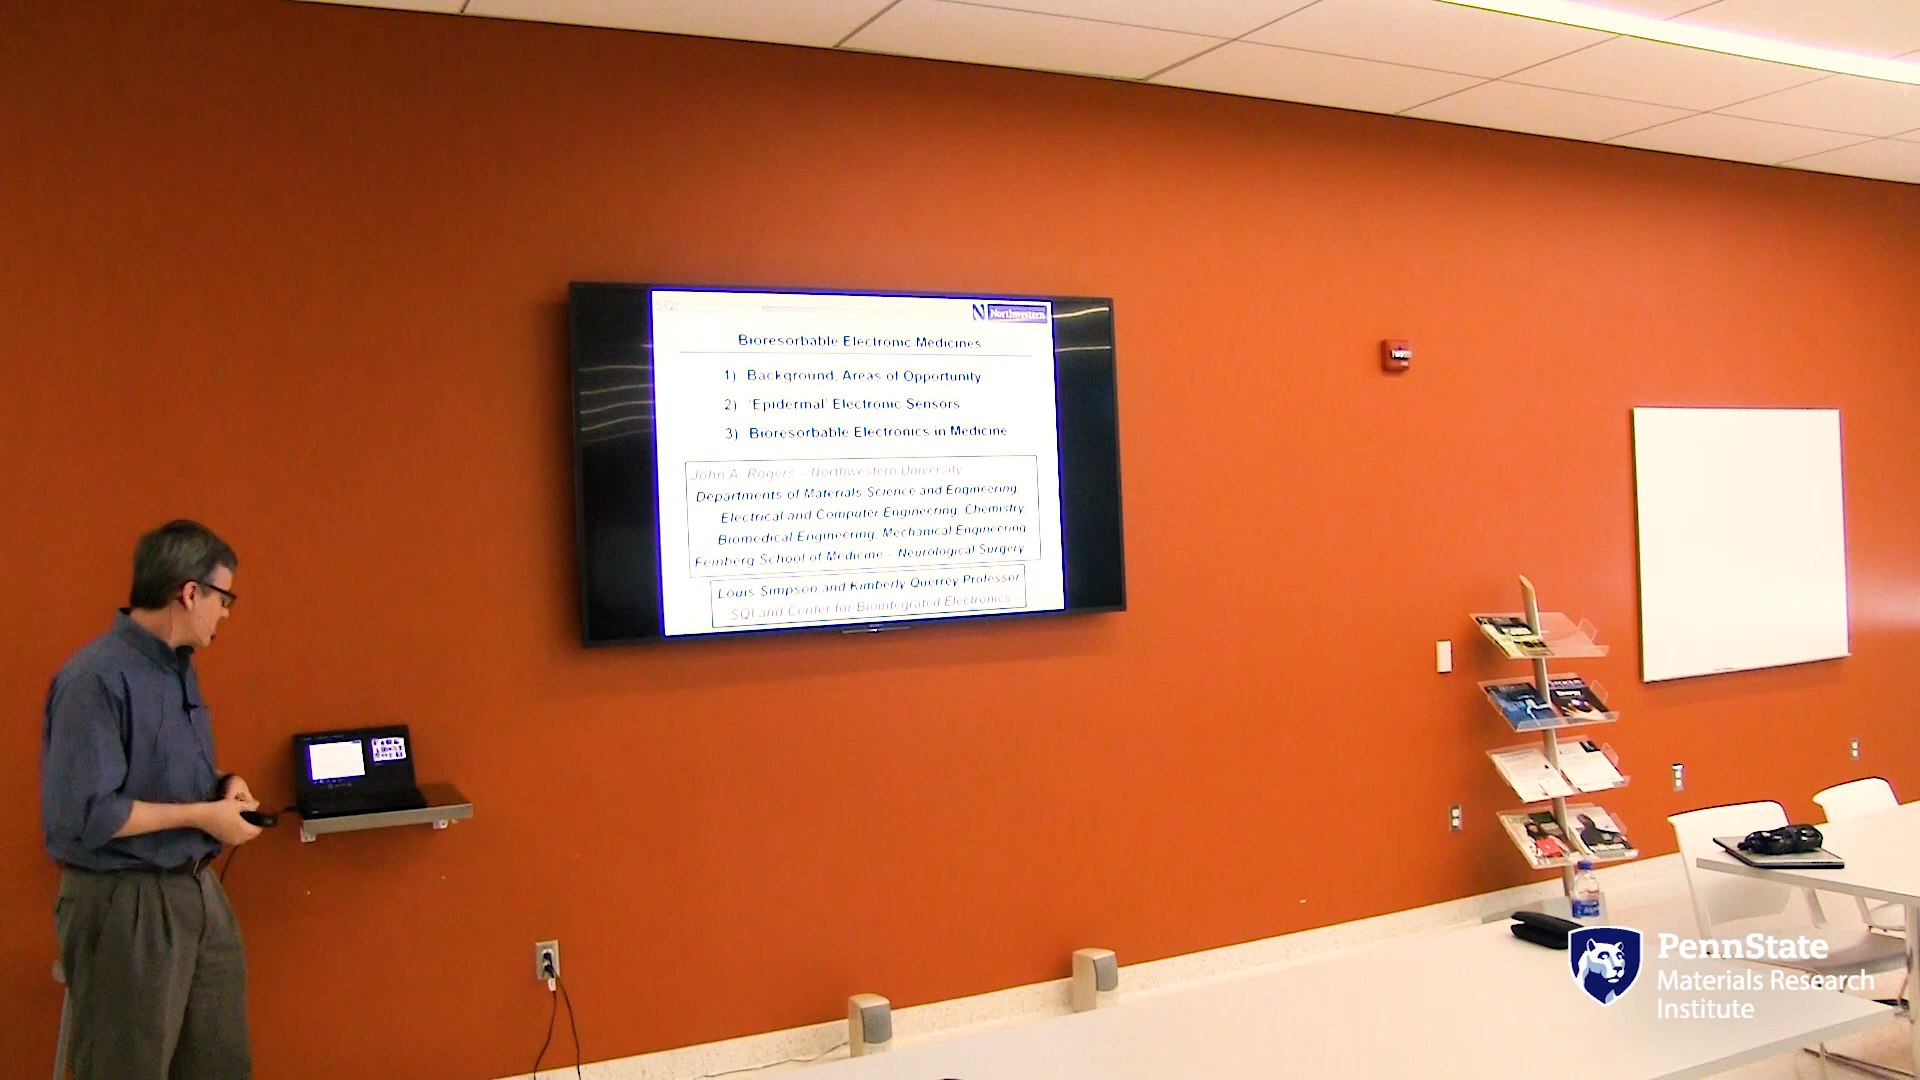 SQI
N Northwestern
Bioresorbable Electronic Medicines
1) Background, Areas of Opportunity
2) 'Epidermal' Electronic Sensors
3) Bioresorbable Electronics in Medicine
John A. Rogers – Northwestern University
Departments of Materials Science and Engineering,
Electrical and Computer Engineering, Chemistry,
Biomedical Engineering, Mechanical Engineering
Feinberg School of Medicine – Neurological Surgery
Louis Simpson and Kimberly Querrey Professor
SQI and Center for Biointegrated Electronics
PennState
Materials Research
Institute